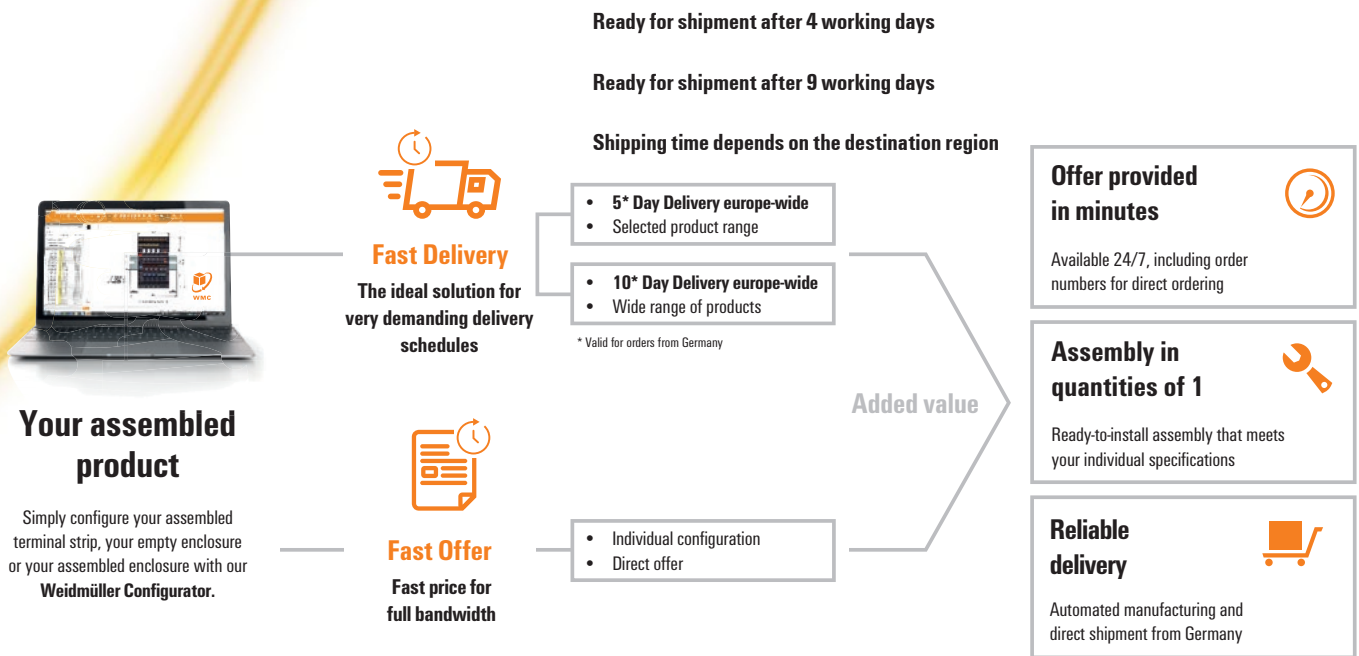 Ready for shipment after 4 working days
Ready for shipment after 9 working days
Shipping time depends on the destination region
WMC
Your assembled
product
Simply configure your assembled
terminal strip, your empty enclosure
or your assembled enclosure with our
Weidmüller Configurator.
Fast Delivery
The ideal solution for
very demanding delivery
schedules
• 5* Day Delivery europe-wide
• Selected product range
• 10* Day Delivery europe-wide
• Wide range of products
* Valid for orders from Germany
Fast Offer
Fast price for
full bandwidth
• Individual configuration
• Direct offer
Added value
Offer provided
in minutes
Available 24/7, including order
numbers for direct ordering
Assembly in
quantities of 1
Ready-to-install assembly that meets
your individual specifications
Reliable
delivery
Automated manufacturing and
direct shipment from Germany